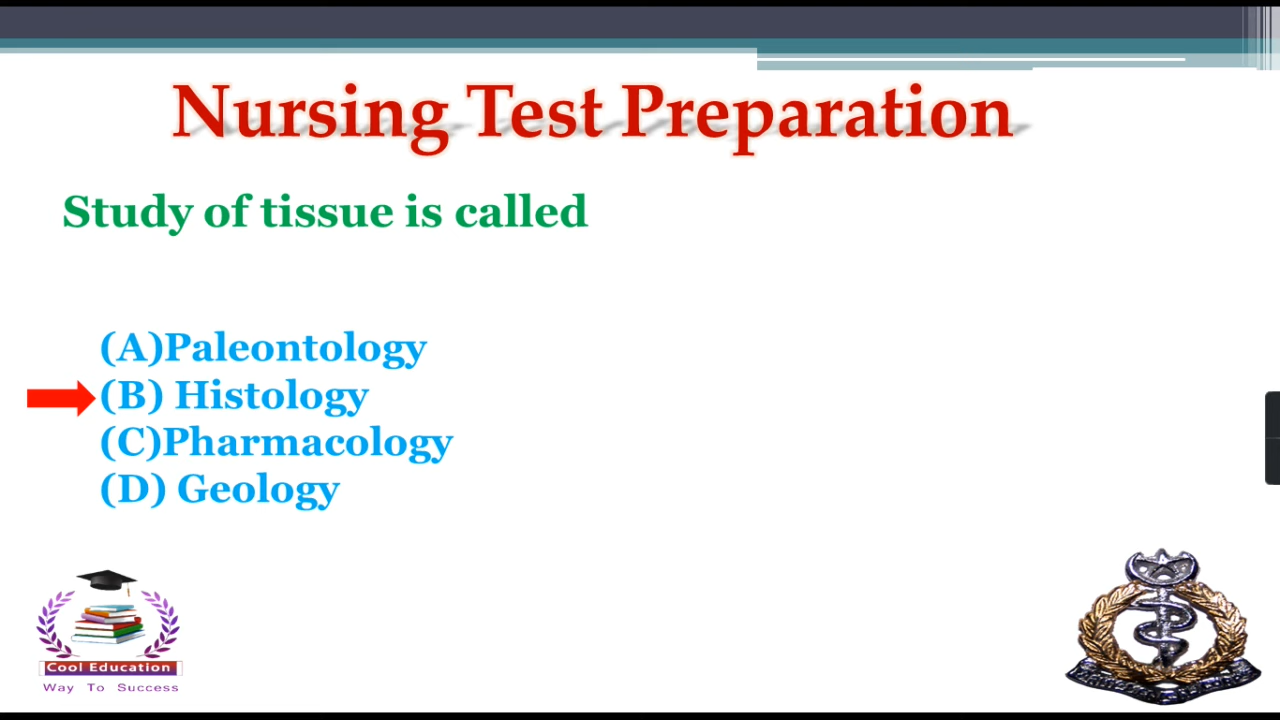 Nursing Test Preparation
Study of tissue is called
(A)Paleontology
(B) Histology
(C)Pharmacology
(D) Geology
Cool Education
Way To Success